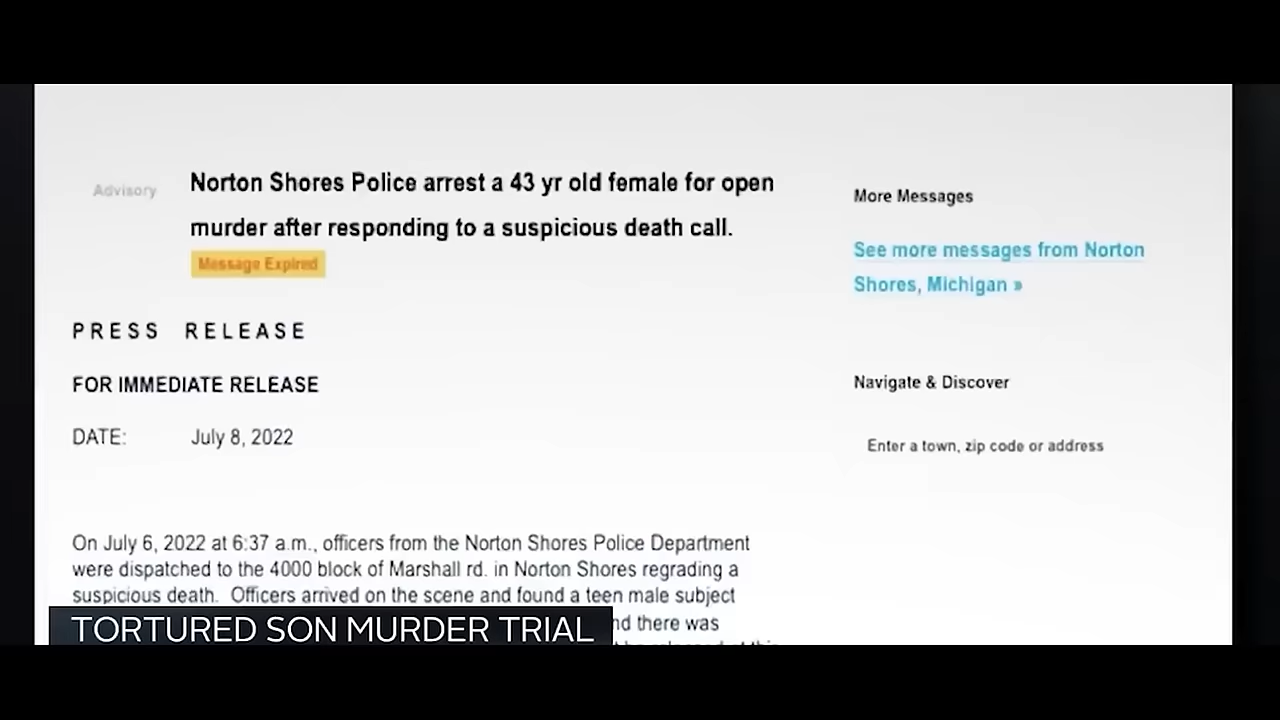 Advisory
Norton Shores Police arrest a 43 yr old female for open
murder after responding to a suspicious death call.
Message Expired
PRESS RELEASE
FOR IMMEDIATE RELEASE
DATE: July 8, 2022
On July 6, 2022 at 6:37 a.m., officers from the Norton Shores Police Department
were dispatched to the 4000 block of Marshall rd. in Norton Shores regrading a
suspicious death. Officers arrived on the scene and found a teen male subject
there was
TORTURED SON MURDER TRIAL
More Messages
See more messages from Norton
Shores, Michigan »
Navigate & Discover
Enter a town, zip code or address